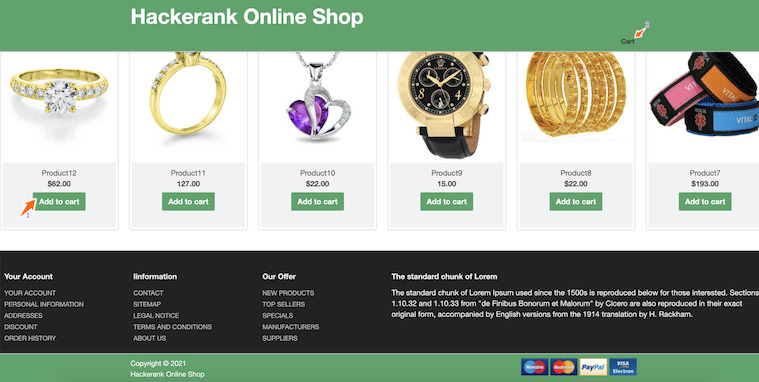 Hackerank Online Shop
2
Cart
Product12
$62.00
Add to cart
1
Product11
127.00
Add to cart
Product10
$22.00
Add to cart
Product9
15.00
Add to cart
Product8
$22.00
Add to cart
VITAL
VITAL
Product7
$193.00
Add to cart
Your Account
YOUR ACCOUNT
PERSONAL INFORMATION
ADDRESSES
DISCOUNT
ORDER HISTORY
Iinformation
CONTACT
SITEMAP
LEGAL NOTICE
TERMS AND CONDITIONS
ABOUT US
Our Offer
NEW PRODUCTS
TOP SELLERS
SPECIALS
MANUFACTURERS
SUPPLIERS
The standard chunk of Lorem
The standard chunk of Lorem Ipsum used since the 1500s is reproduced below for those interested. Sections
1.10.32 and 1.10.33 from "de Finibus Bonorum et Malorum" by Cicero are also reproduced in their exact
original form, accompanied by English versions from the 1914 translation by H. Rackham.
Copyright © 2021
Hackerank Online Shop
Maestro
MasterCard
PayPal
VISA
Electron